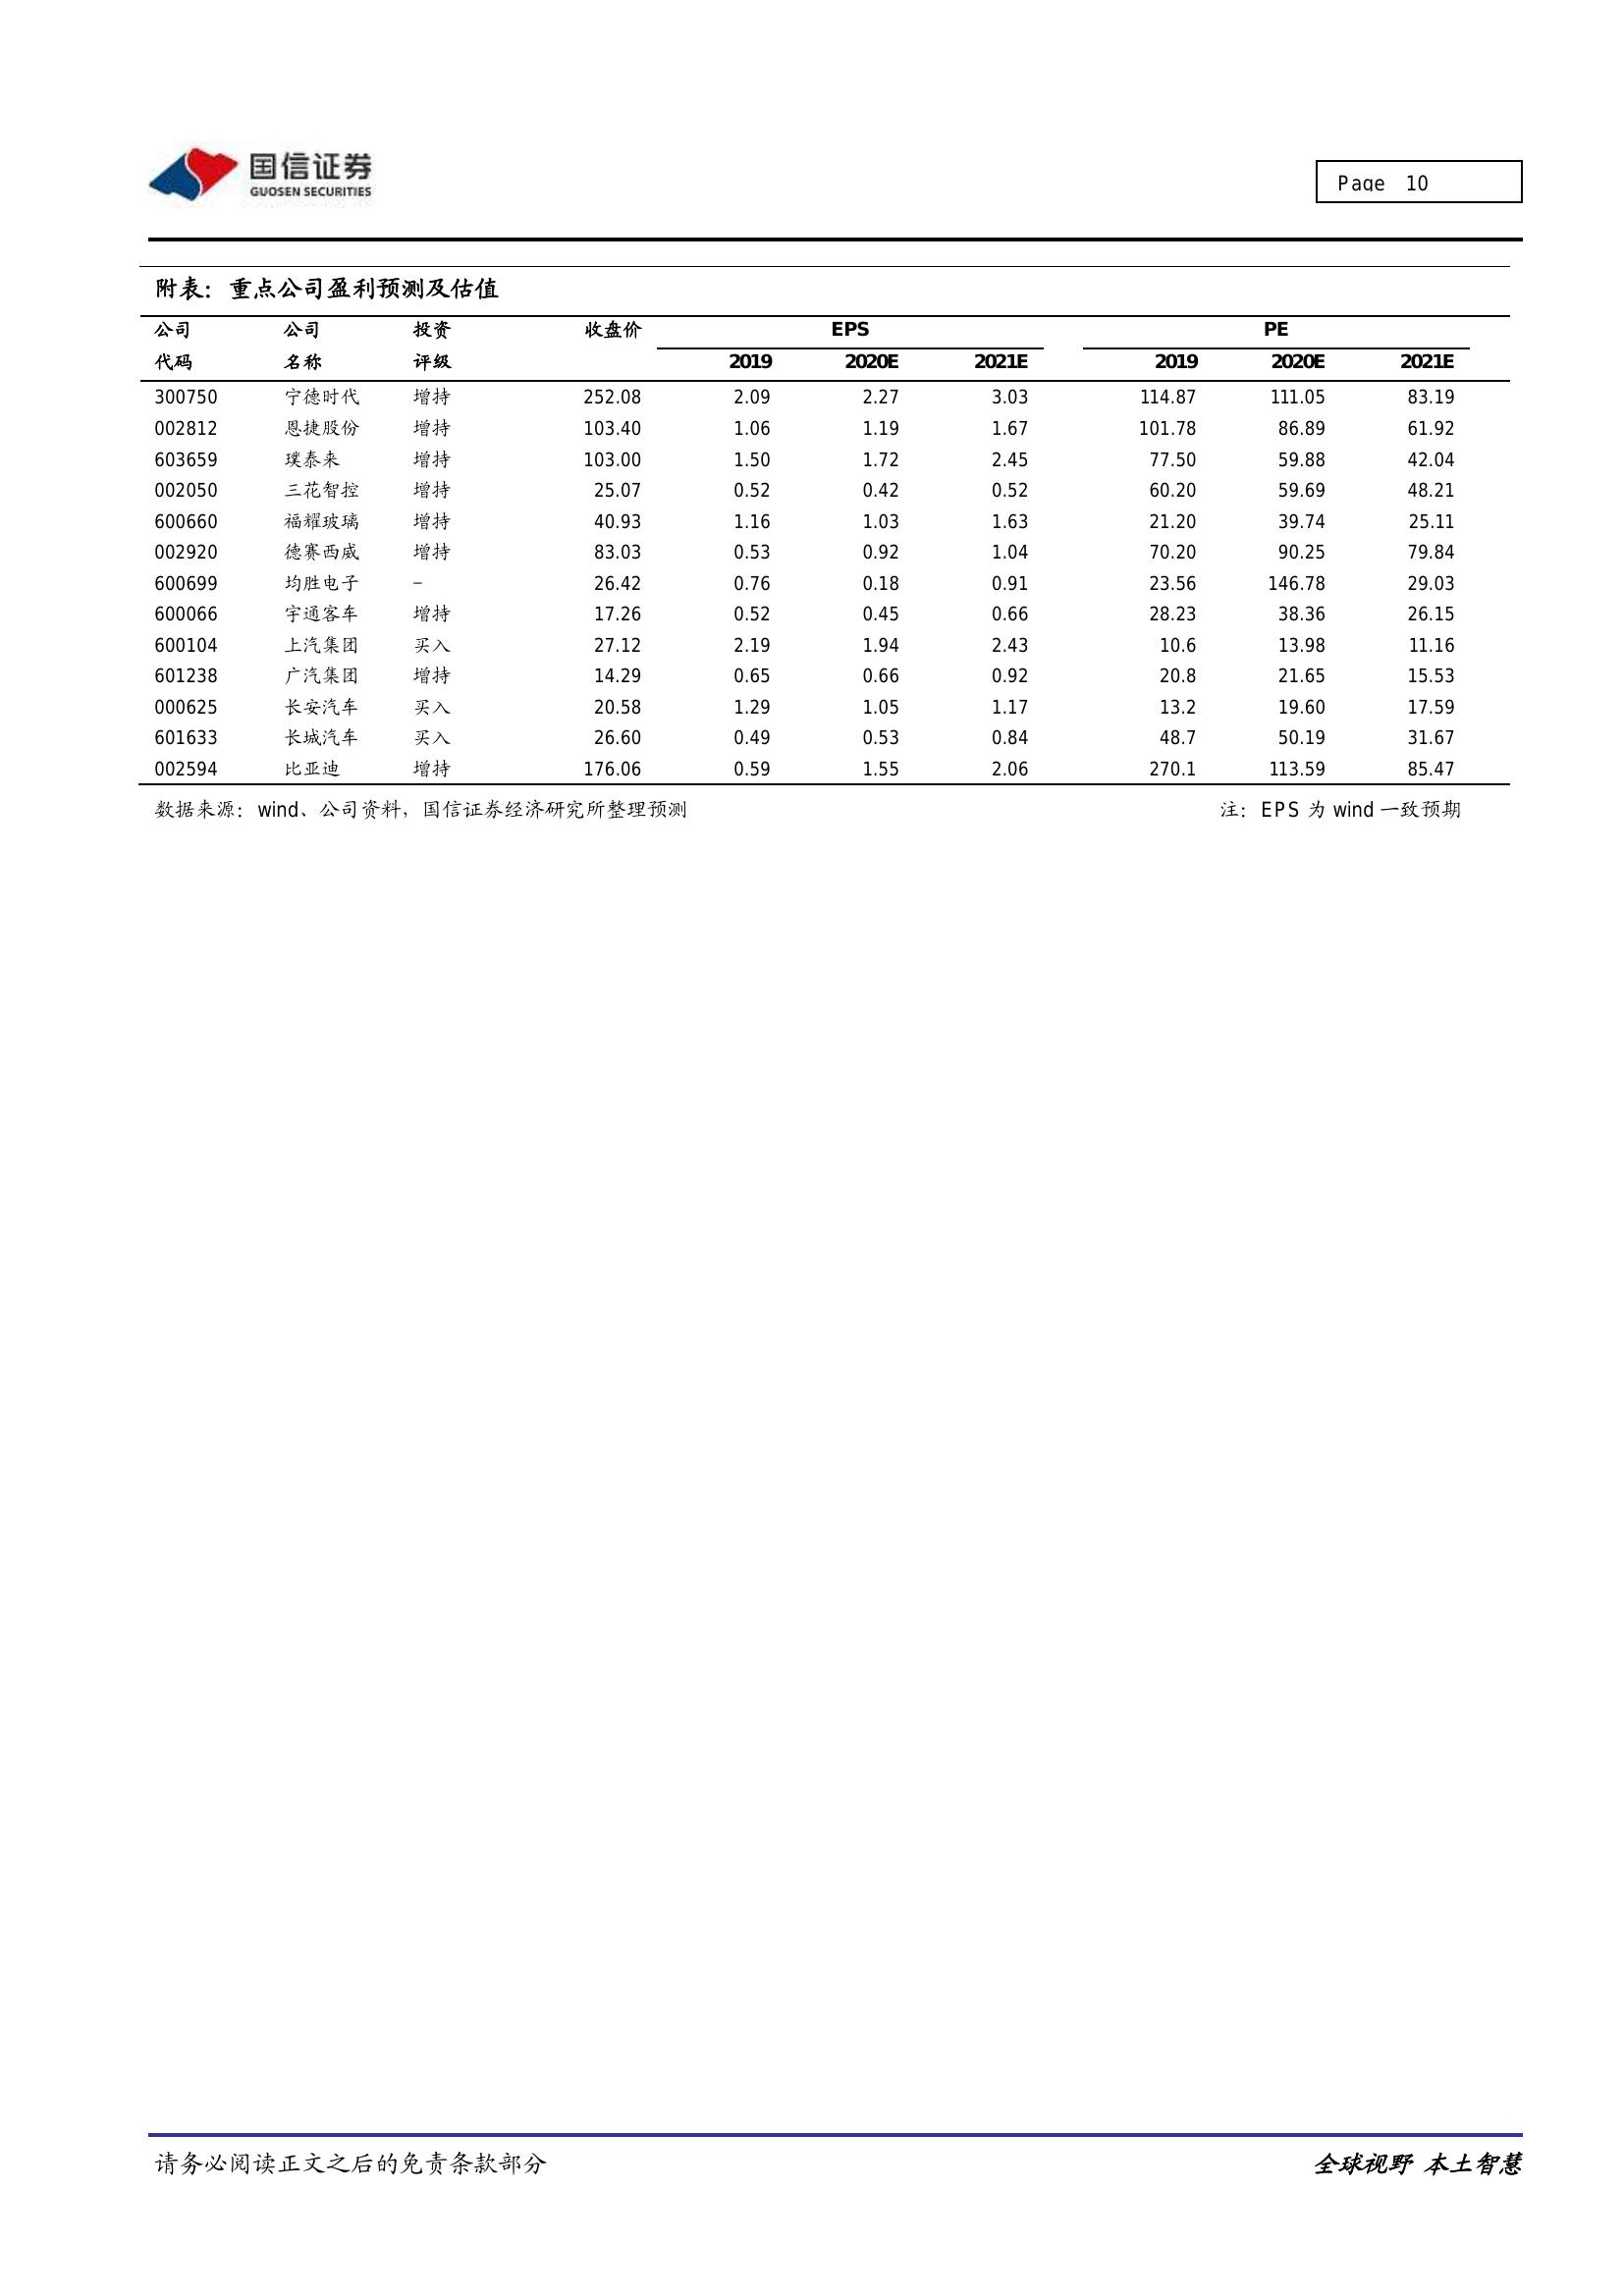 国信证券
GUOSEN SECURITIES
Page 10
附表：重点公司盈利预测及估值
公司 公司 投资 收盘价 EPS PE
代码 名称 评级 2019 2020E 2021E 2019 2020E 2021E
300750 宁德时代 增持 252.08 2.09 2.27 3.03 114.87 111.05 83.19
002812 恩捷股份 增持 103.40 1.06 1.19 1.67 101.78 86.89 61.92
603659 璞泰来 增持 103.00 1.50 1.72 2.45 77.50 59.88 42.04
002050 三花智控 增持 25.07 0.52 0.42 0.52 60.20 59.69 48.21
600660 福耀玻璃 增持 40.93 1.16 1.03 1.63 21.20 39.74 25.11
002920 德赛西威 增持 83.03 0.53 0.92 1.04 70.20 90.25 79.84
600699 均胜电子 – 26.42 0.76 0.18 0.91 23.56 146.78 29.03
600066 宇通客车 增持 17.26 0.52 0.45 0.66 28.23 38.36 26.15
600104 上汽集团 买入 27.12 2.19 1.94 2.43 10.6 13.98 11.16
601238 广汽集团 增持 14.29 0.65 0.66 0.92 20.8 21.65 15.53
000625 长安汽车 买入 20.58 1.29 1.05 1.17 13.2 19.60 17.59
601633 长城汽车 买入 26.60 0.49 0.53 0.84 48.7 50.19 31.67
002594 比亚迪 增持 176.06 0.59 1.55 2.06 270.1 113.59 85.47
数据来源：wind、公司资料，国信证券经济研究所整理预测 注：EPS 为 wind 一致预期
请务必阅读正文之后的免责条款部分 全球视野 本土智慧